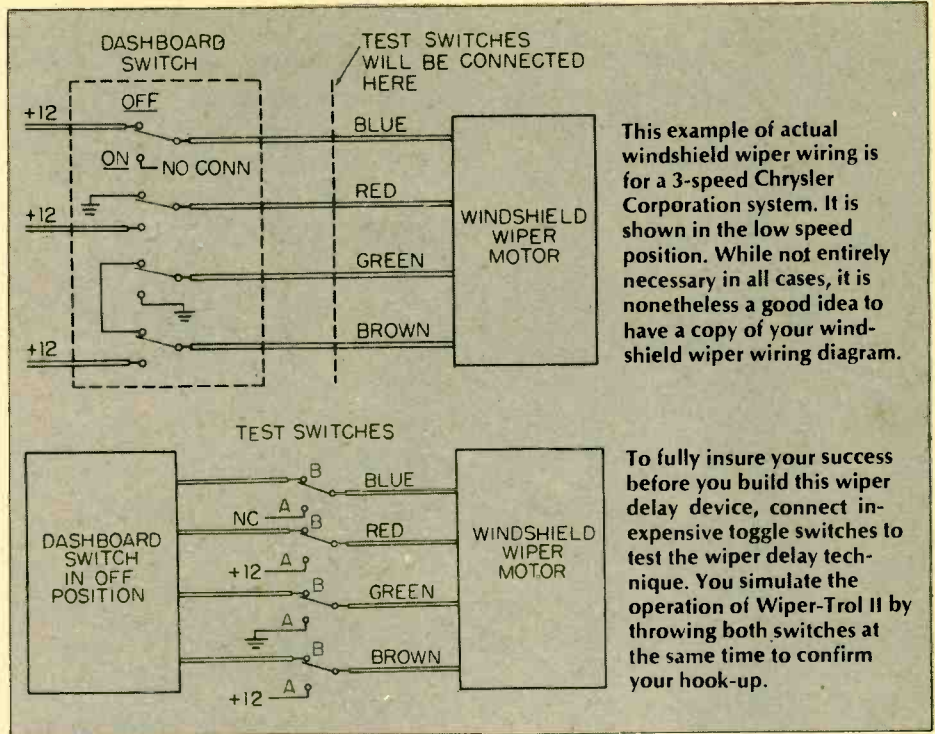 DASHBOARD
SWITCH
TEST SWITCHES
WILL BE CONNECTED
HERE
+12
OFF
BLUE
ON
NO CONN
RED
+12
GREEN
BROWN
+12
WINDSHIELD
WIPER
MOTOR
This example of actual
windshield wiper wiring is
for a 3-speed Chrysler
Corporation system. It is
shown in the low speed
position. While not entirely
necessary in all cases, it is
nonetheless a good idea to
have a copy of your wind-
shield wiper wiring diagram.
TEST SWITCHES
DASHBOARD
SWITCH
IN OFF
POSITION
B
BLUE
NC
A
B
RED
+12
A
B
GREEN
A
B
BROWN
+12
A
WINDSHIELD
WIPER
MOTOR
To fully insure your success
before you build this wiper
delay device, connect in-
expensive toggle switches to
test the wiper delay tech-
nique. You simulate the
operation of Wiper-Trol II by
throwing both switches at
the same time to confirm
your hook-up.